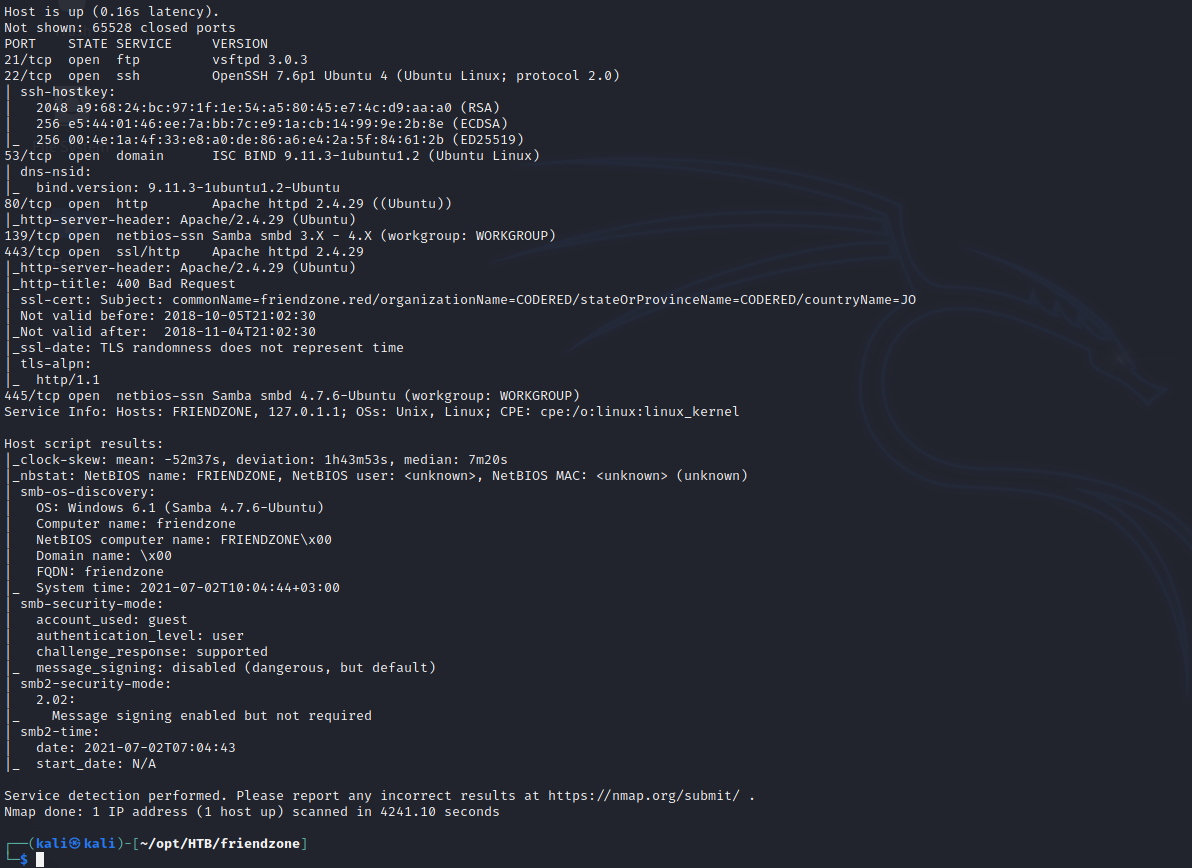 Host is up (0.16s latency).
Not shown: 65528 closed ports
PORT    STATE SERVICE     VERSION
21/tcp  open  ftp         vsftpd 3.0.3
22/tcp  open  ssh         OpenSSH 7.6p1 Ubuntu 4 (Ubuntu Linux; protocol 2.0)
| ssh-hostkey:
|   2048 a9:68:24:bc:97:1f:1e:54:a5:80:45:e7:4c:d9:aa:a0 (RSA)
|   256 e5:44:01:46:ee:7a:bb:7c:e9:1a:cb:14:99:9e:2b:8e (ECDSA)
|_  256 00:4e:1a:4f:33:e8:a0:de:86:a6:e4:2a:5f:84:61:2b (ED25519)
53/tcp  open  domain      ISC BIND 9.11.3-1ubuntu1.2 (Ubuntu Linux)
| dns-nsid:
|_  bind.version: 9.11.3-1ubuntu1.2-Ubuntu
80/tcp  open  http        Apache httpd 2.4.29 ((Ubuntu))
|_http-server-header: Apache/2.4.29 (Ubuntu)
139/tcp open  netbios-ssn Samba smbd 3.X - 4.X (workgroup: WORKGROUP)
443/tcp open  ssl/http    Apache httpd 2.4.29
|_http-server-header: Apache/2.4.29 (Ubuntu)
|_http-title: 400 Bad Request
| ssl-cert: Subject: commonName=friendzone.red/organizationName=CODERED/stateOrProvinceName=CODERED/countryName=JO
| Not valid before: 2018-10-05T21:02:30
|_Not valid after:  2018-11-04T21:02:30
|_ssl-date: TLS randomness does not represent time
| tls-alpn:
|_  http/1.1
445/tcp open  netbios-ssn Samba smbd 4.7.6-Ubuntu (workgroup: WORKGROUP)
Service Info: Hosts: FRIENDZONE, 127.0.1.1; OSs: Unix, Linux; CPE: cpe:/o:linux:linux_kernel

Host script results:
|_clock-skew: mean: -52m37s, deviation: 1h43m53s, median: 7m20s
|_nbstat: NetBIOS name: FRIENDZONE, NetBIOS user: <unknown>, NetBIOS MAC: <unknown> (unknown)
| smb-os-discovery:
|   OS: Windows 6.1 (Samba 4.7.6-Ubuntu)
|   Computer name: friendzone
|   NetBIOS computer name: FRIENDZONE\x00
|   Domain name: \x00
|   FQDN: friendzone
|_  System time: 2021-07-02T10:04:44+03:00
| smb-security-mode:
|   account_used: guest
|   authentication_level: user
|   challenge_response: supported
|_  message_signing: disabled (dangerous, but default)
| smb2-security-mode:
|   2.02:
|_    Message signing enabled but not required
| smb2-time:
|   date: 2021-07-02T07:04:43
|_  start_date: N/A

Service detection performed. Please report any incorrect results at https://nmap.org/submit/ .
Nmap done: 1 IP address (1 host up) scanned in 4241.10 seconds

┌──(kali㉿kali)-[~/opt/HTB/friendzone]
└─$